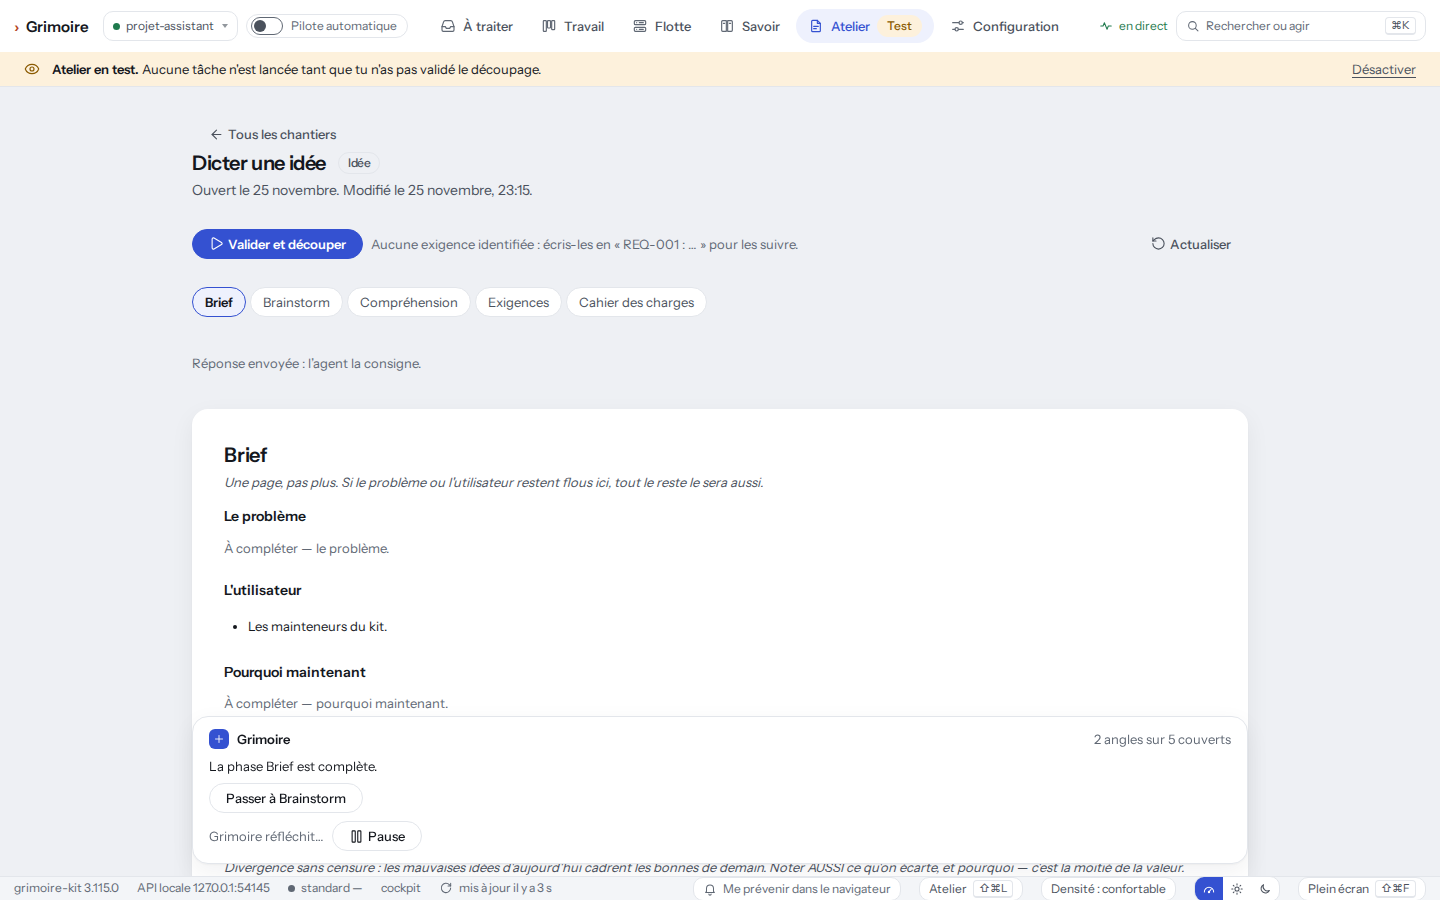 › Grimoire
projet-assistant
Pilote automatique
À traiter
Travail
Flotte
Savoir
Atelier
Test
Configuration
en direct
Rechercher ou agir
⌘K
Atelier en test. Aucune tâche n'est lancée tant que tu n'as pas validé le découpage.
Désactiver
← Tous les chantiers
Dicter une idée
Idée
Ouvert le 25 novembre. Modifié le 25 novembre, 23:15.
Valider et découper
Aucune exigence identifiée : écris-les en « REQ-001 : … » pour les suivre.
Actualiser
Brief
Brainstorm
Compréhension
Exigences
Cahier des charges
Réponse envoyée : l'agent la consigne.
Brief
Une page, pas plus. Si le problème ou l'utilisateur restent flous ici, tout le reste le sera aussi.
Le problème
À compléter — le problème.
L'utilisateur
• Les mainteneurs du kit.
Pourquoi maintenant
À compléter — pourquoi maintenant.
Grimoire
2 angles sur 5 couverts
La phase Brief est complète.
Passer à Brainstorm
Grimoire réfléchit…
Pause
Divergence sans censure : les mauvaises idées d'aujourd'hui cadrent les bonnes de demain. Noter AUSSI ce qu'on écarte, et pourquoi — c'est la moitié de la valeur.
grimoire-kit 3.115.0
API locale 127.0.0.1:54145
standard —
cockpit
mis à jour il y a 3 s
Me prévenir dans le navigateur
Atelier
⇧⌘L
Densité : confortable
Plein écran
⇧⌘F